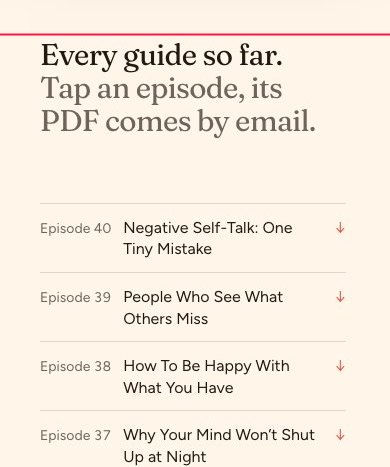 Every guide so far.
Tap an episode, its
PDF comes by email.
Episode 40 Negative Self-Talk: One
Tiny Mistake
↓
Episode 39 People Who See What
Others Miss
↓
Episode 38 How To Be Happy With
What You Have
↓
Episode 37 Why Your Mind Won’t Shut
Up at Night
↓